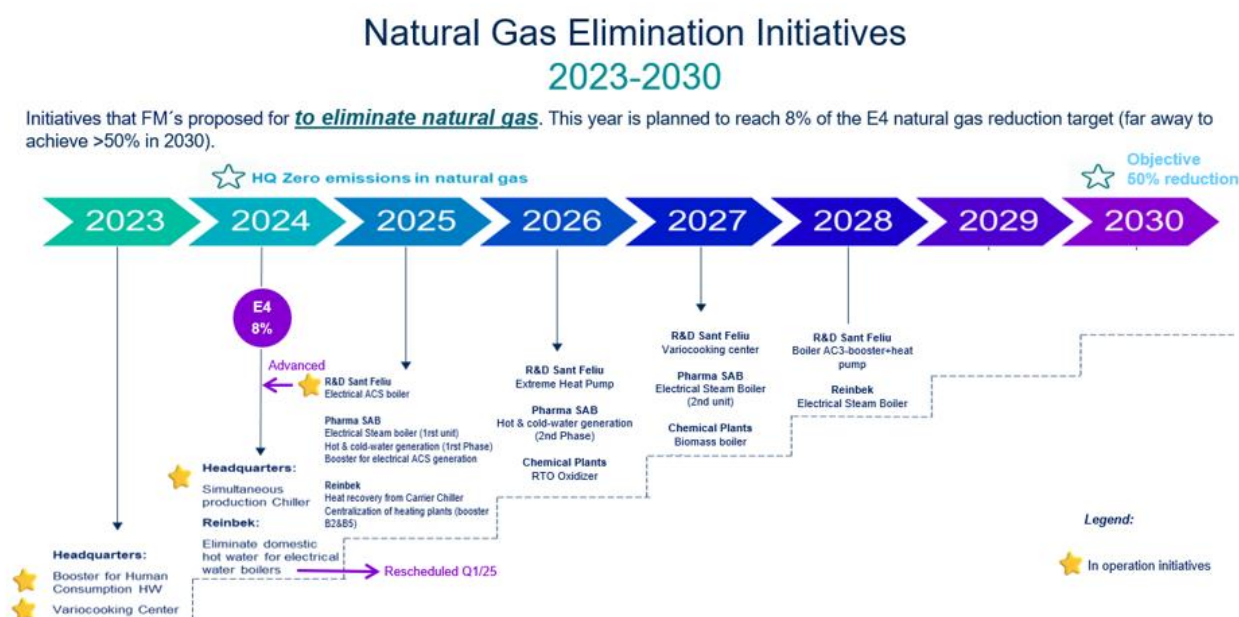 Natural Gas Elimination Initiatives
2023-2030
Initiatives that FM´s proposed for to eliminate natural gas. This year is planned to reach 8% of the E4 natural gas reduction target (far away to
achieve >50% in 2030).
HQ Zero emissions in natural gas
Objective
50% reduction
2023
2024
2025
2026
2027
2028
2029
2030
E4
8%
Advanced
Headquarters:
Booster for Human
Consumption HW
Variocooking Center
Headquarters:
Simultaneous
production Chiller
Reinbek:
Eliminate domestic
hot water for electrical
water boilers
Rescheduled Q1/25
R&D Sant Feliu
Electrical ACS boiler
Pharma SAB
Electrical Steam boiler (1rst unit)
Hot & cold-water generation (1rst Phase)
Booster for electrical ACS generation
Reinbek
Heat recovery from Carrier Chiller
Centralization of heating plants (booster
B2&B5)
R&D Sant Feliu
Extreme Heat Pump
Pharma SAB
Hot & cold-water generation
(2nd Phase)
Chemical Plants
RTO Oxidizer
R&D Sant Feliu
Variocooking center
Pharma SAB
Electrical Steam Boiler
(2nd unit)
Chemical Plants
Biomass boiler
R&D Sant Feliu
Boiler AC3-booster+heat
pump
Reinbek
Electrical Steam Boiler
Legend:
In operation initiatives